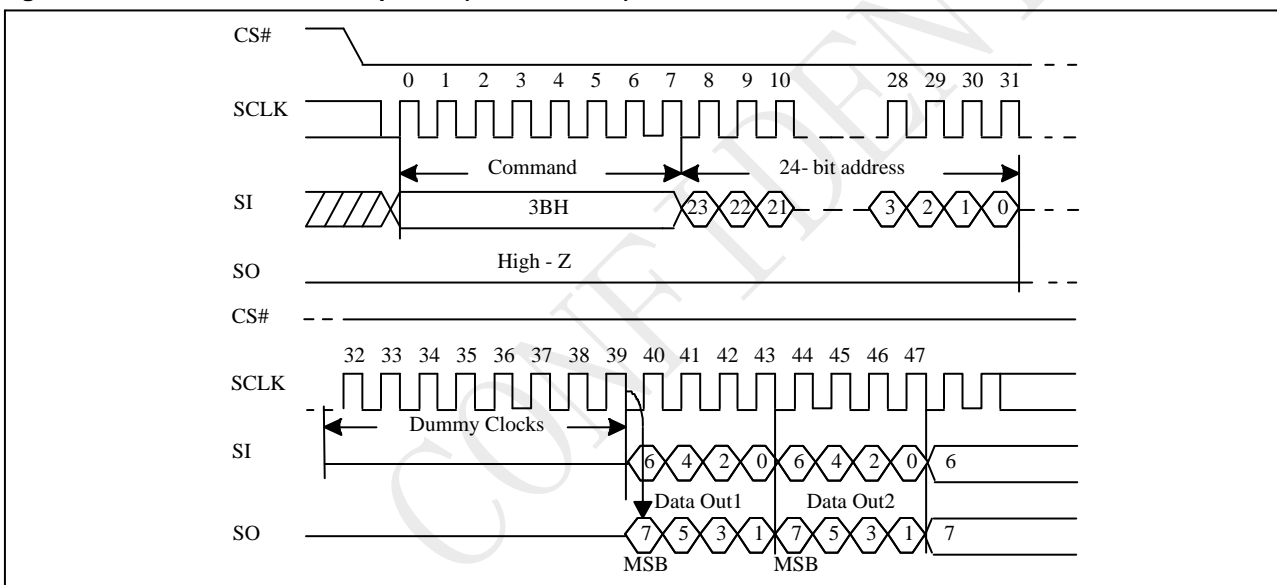 CS#
0 1 2 3 4 5 6 7 8 9 10 28 29 30 31
SCLK
Command 24- bit address
SI 3BH 23 22 21 3 2 1 0
High - Z
SO
CS#
32 33 34 35 36 37 38 39 40 41 42 43 44 45 46 47
SCLK
Dummy Clocks
SI 6 4 2 0 6 4 2 0 6
Data Out1 Data Out2
SO 7 5 3 1 7 5 3 1 7
MSB MSB